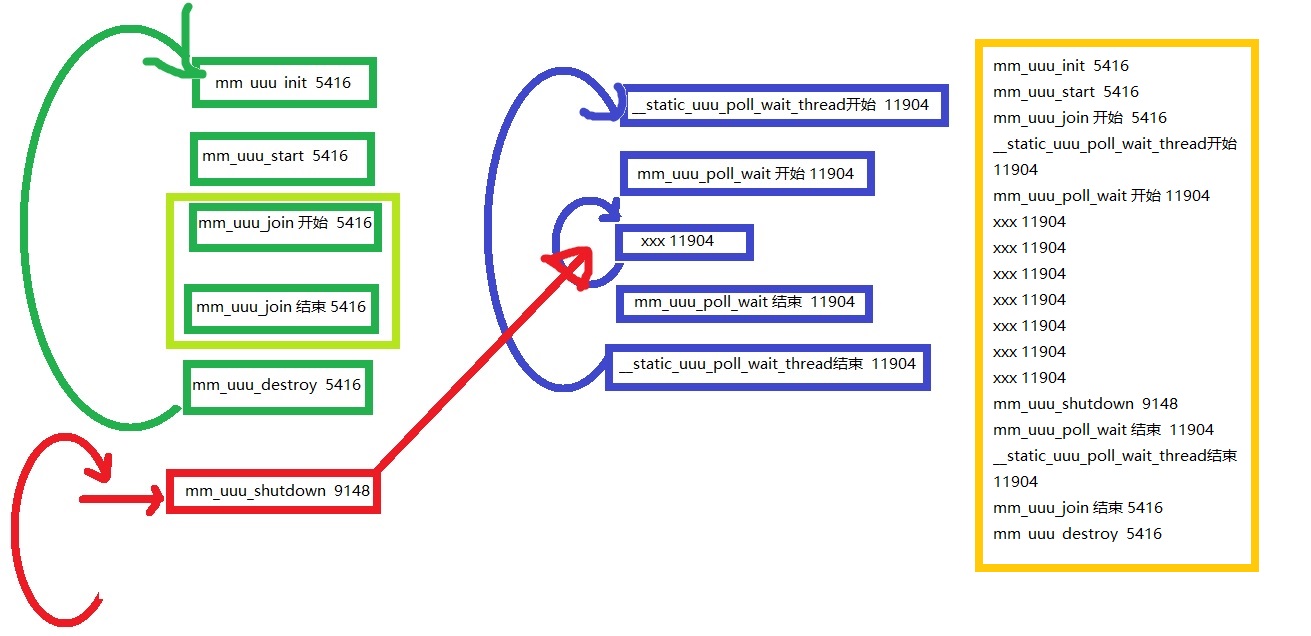 mm uuu init 5416
mm_uuu_start 5416
mm_uuu_join 开始 5416
mm_uuu_join 结束 5416
mm_uuu_destroy 5416
mm_uuu_shutdown 9148
__static_uuu_poll_wait_thread开始 11904
mm_uuu_poll_wait 开始 11904
xxx 11904
mm_uuu_poll_wait 结束 11904
__static_uuu_poll_wait_thread结束 11904
mm_uuu_init 5416
mm_uuu_start 5416
mm_uuu_join 开始 5416
__static_uuu_poll_wait_thread开始
11904
mm_uuu_poll_wait 开始 11904
xxx 11904
xxx 11904
xxx 11904
xxx 11904
xxx 11904
xxx 11904
xxx 11904
mm_uuu_shutdown 9148
mm_uuu_poll_wait 结束 11904
__static_uuu_poll_wait_thread结束
11904
mm_uuu_join 结束 5416
mm uuu destroy 5416